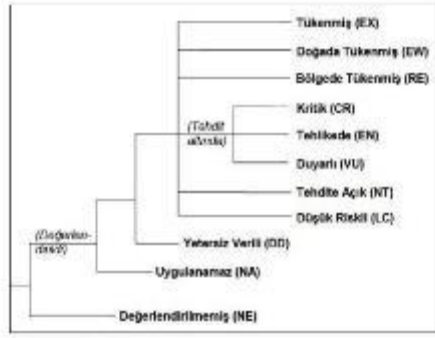 Tükenmiş (EX)
Doğada Tükenmiş (EW)
Bölgede Tükenmiş (RE)
Kritik (CR)
(Tehdit
altında)
Tehlikede (EN)
Duyarlı (VU)
Tehdite Açık (NT)
Düşük Riskli (LC)
(Değerlen-
dirildi)
Yetersiz Verili (DD)
Uygulanamaz (NA)
Değerlendirilmemiş (NE)